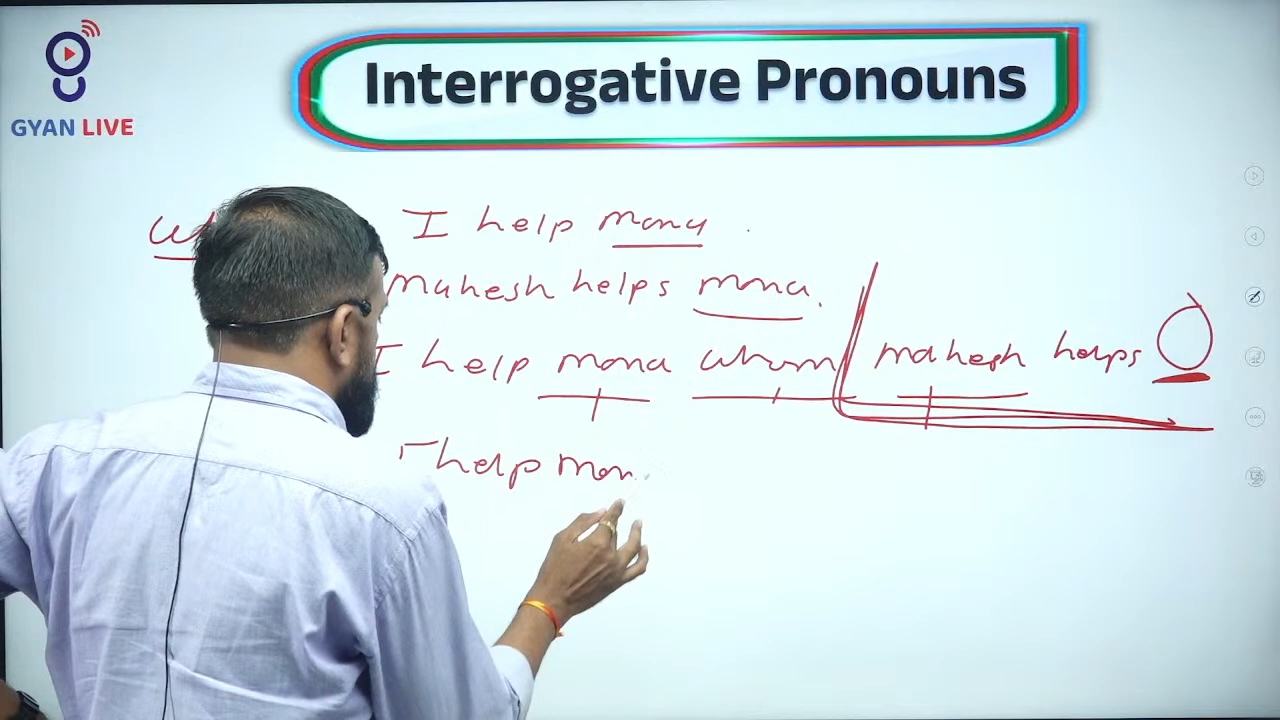 GYAN LIVE
Interrogative Pronouns
I help mona.
mahesh helps mona.
I help mona whom mahesh helps
I help mon